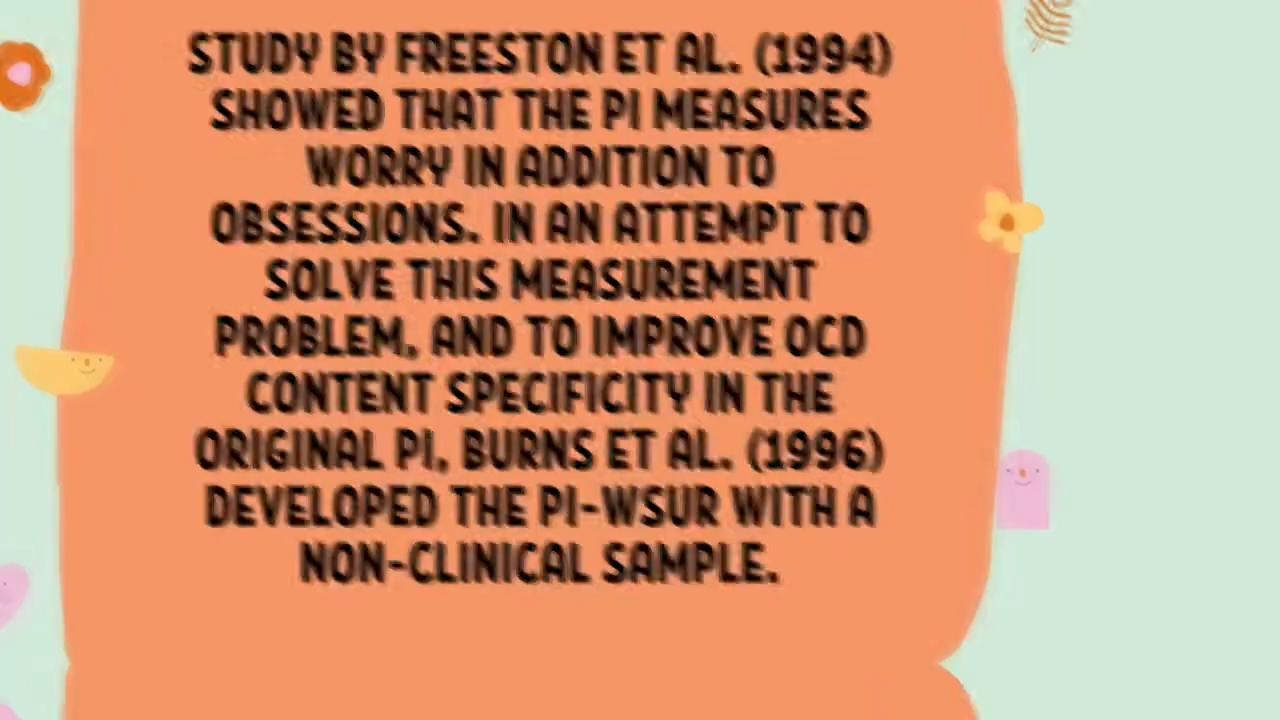 STUDY BY FREESTON ET AL. (1994)
SHOWED THAT THE PI MEASURES
WORRY IN ADDITION TO
OBSESSIONS. IN AN ATTEMPT TO
SOLVE THIS MEASUREMENT
PROBLEM, AND TO IMPROVE OCD
CONTENT SPECIFICITY IN THE
ORIGINAL PI, BURNS ET AL. (1996)
DEVELOPED THE PI-WSUR WITH A
NON-CLINICAL SAMPLE.